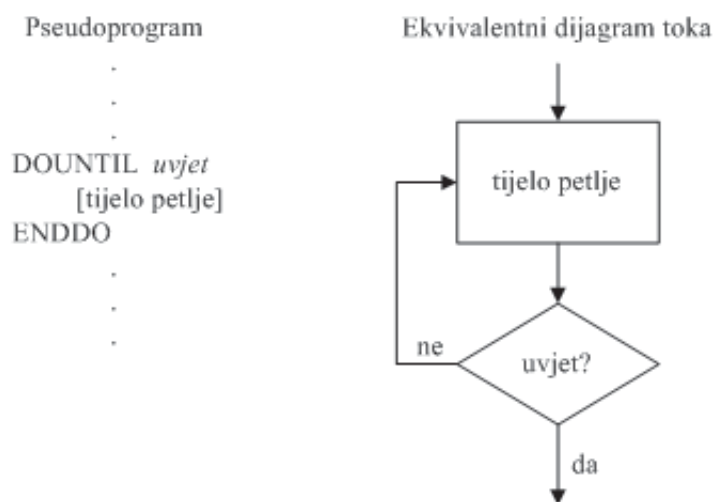 Pseudoprogram
.
.
.
DOUNTIL uvjet
[tijelo petlje]
ENDDO
.
.
.
Ekvivalentni dijagram toka
tijelo petlje
ne
uvjet?
da